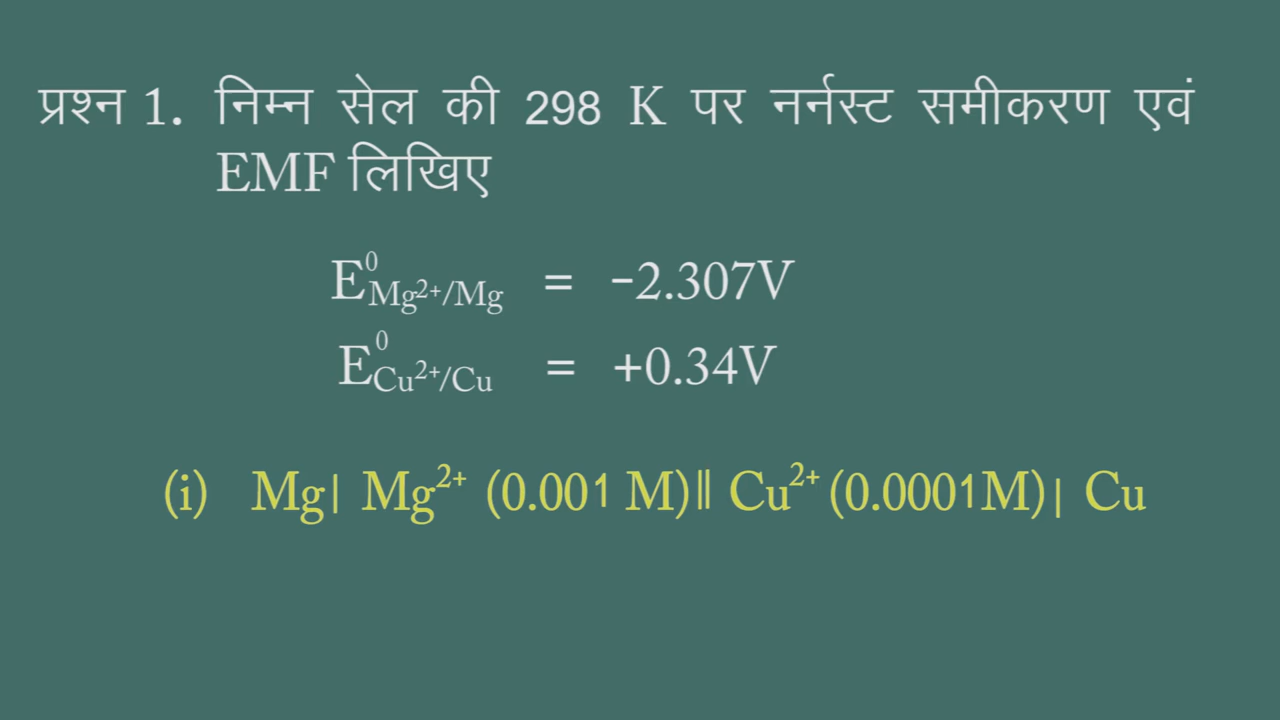 प्रश्न 1. निम्न सेल की 298 K पर नर्नस्ट समीकरण एवं
EMF लिखिए
E⁰Mg²⁺/Mg = -2.307V
E⁰Cu²⁺/Cu = +0.34V
(i) Mg| Mg²⁺ (0.001 M)|| Cu²⁺ (0.0001M)| Cu